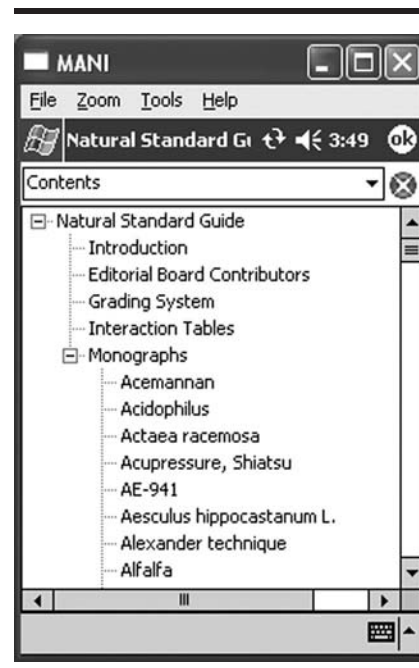 MANI
File Zoom Tools Help
Natural Standard Gu 3:49 ok
Contents
Natural Standard Guide
Introduction
Editorial Board Contributors
Grading System
Interaction Tables
Monographs
Acemannan
Acidophilus
Actaea racemosa
Acupressure, Shiatsu
AE-941
Aesculus hippocastanum L.
Alexander technique
Alfalfa